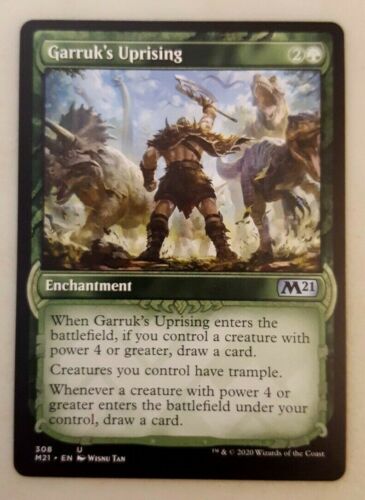 Garruk's Uprising 2
Enchantment M21
When Garruk's Uprising enters the
battlefield, if you control a creature with
power 4 or greater, draw a card.
Creatures you control have trample.
Whenever a creature with power 4 or
greater enters the battlefield under your
control, draw a card.
308 U
M21 • EN Wisnu Tan ™ & © 2020 Wizards of the Coast